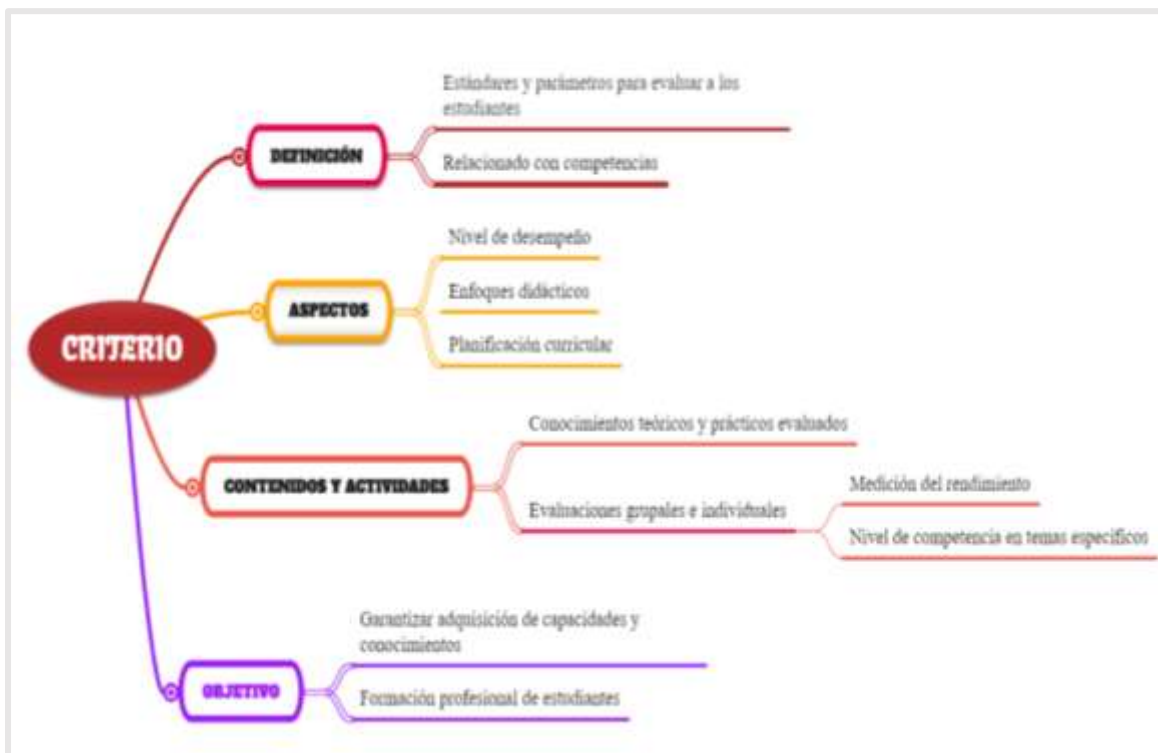 CRITERIO
DEFINICIÓN
Estándares y parámetros para evaluar a los
estudiantes
Relacionado con competencias
ASPECTOS
Nivel de desempeño
Enfoques didácticos
Planificación curricular
CONTENIDOS Y ACTIVIDADES
Conocimientos teóricos y prácticos evaluados
Evaluaciones grupales e individuales
Medición del rendimiento
Nivel de competencia en temas específicos
OBJETIVO
Garantizar adquisición de capacidades y
conocimientos
Formación profesional de estudiantes